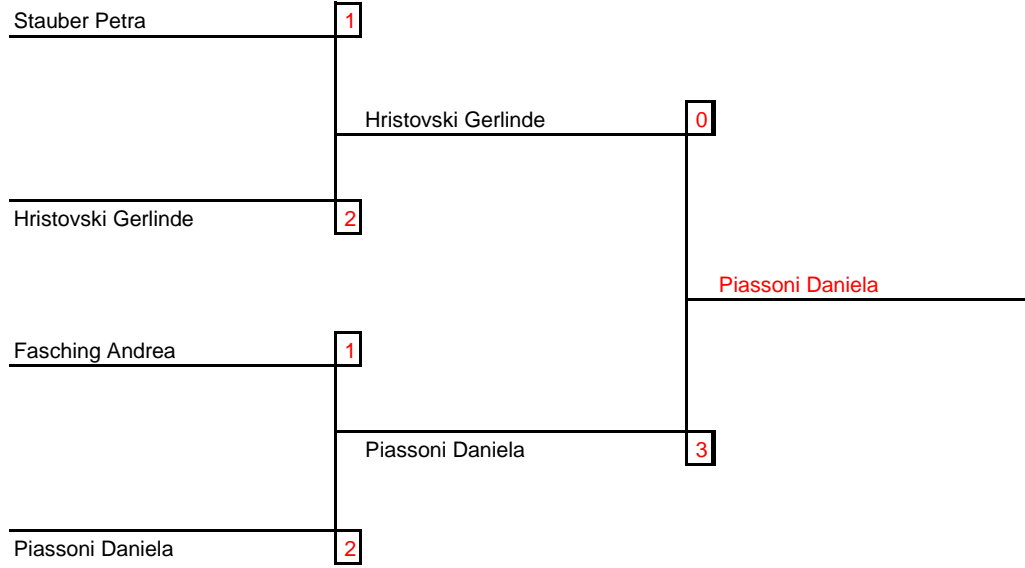 Stauber Petra 1
Hristovski Gerlinde 0
Hristovski Gerlinde 2
Piassoni Daniela
Fasching Andrea 1
Piassoni Daniela 3
Piassoni Daniela 2